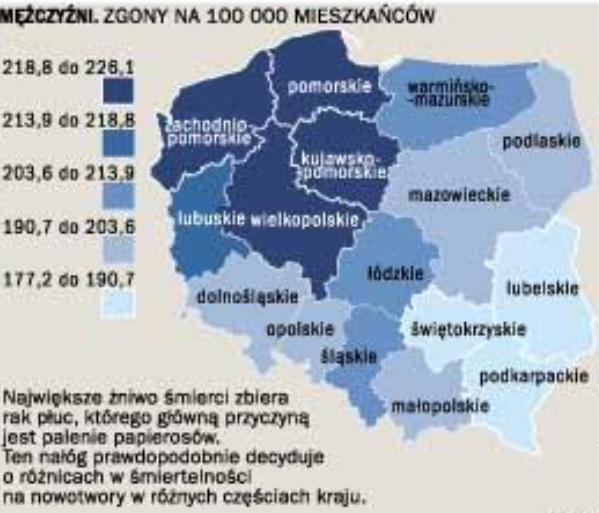 MĘŻCZYŹNI. ZGONY NA 100 000 MIESZKAŃCÓW
218,8 do 226,1
213,9 do 218,8
203,6 do 213,9
190,7 do 203,6
177,2 do 190,7
pomorskie
warmińsko-
-mazurskie
zachodnio-
pomorskie
podlaskie
kujawsko-
-pomorskie
mazowieckie
lubuskie
wielkopolskie
łódzkie
lubelskie
dolnośląskie
opolskie
świętokrzyskie
śląskie
podkarpackie
małopolskie
Największe żniwo śmierci zbiera
rak płuc, którego główną przyczyną
jest palenie papierosów.
Ten nałóg prawdopodobnie decyduje
o różnicach w śmiertelności
na nowotwory w różnych częściach kraju.